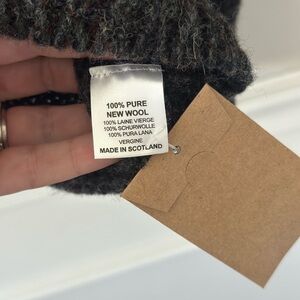 100% PURE
NEW WOOL
100% LAINE VIERGE
100% SCHURWOLLE
100% PURA LANA
VERGINE
MADE IN SCOTLAND